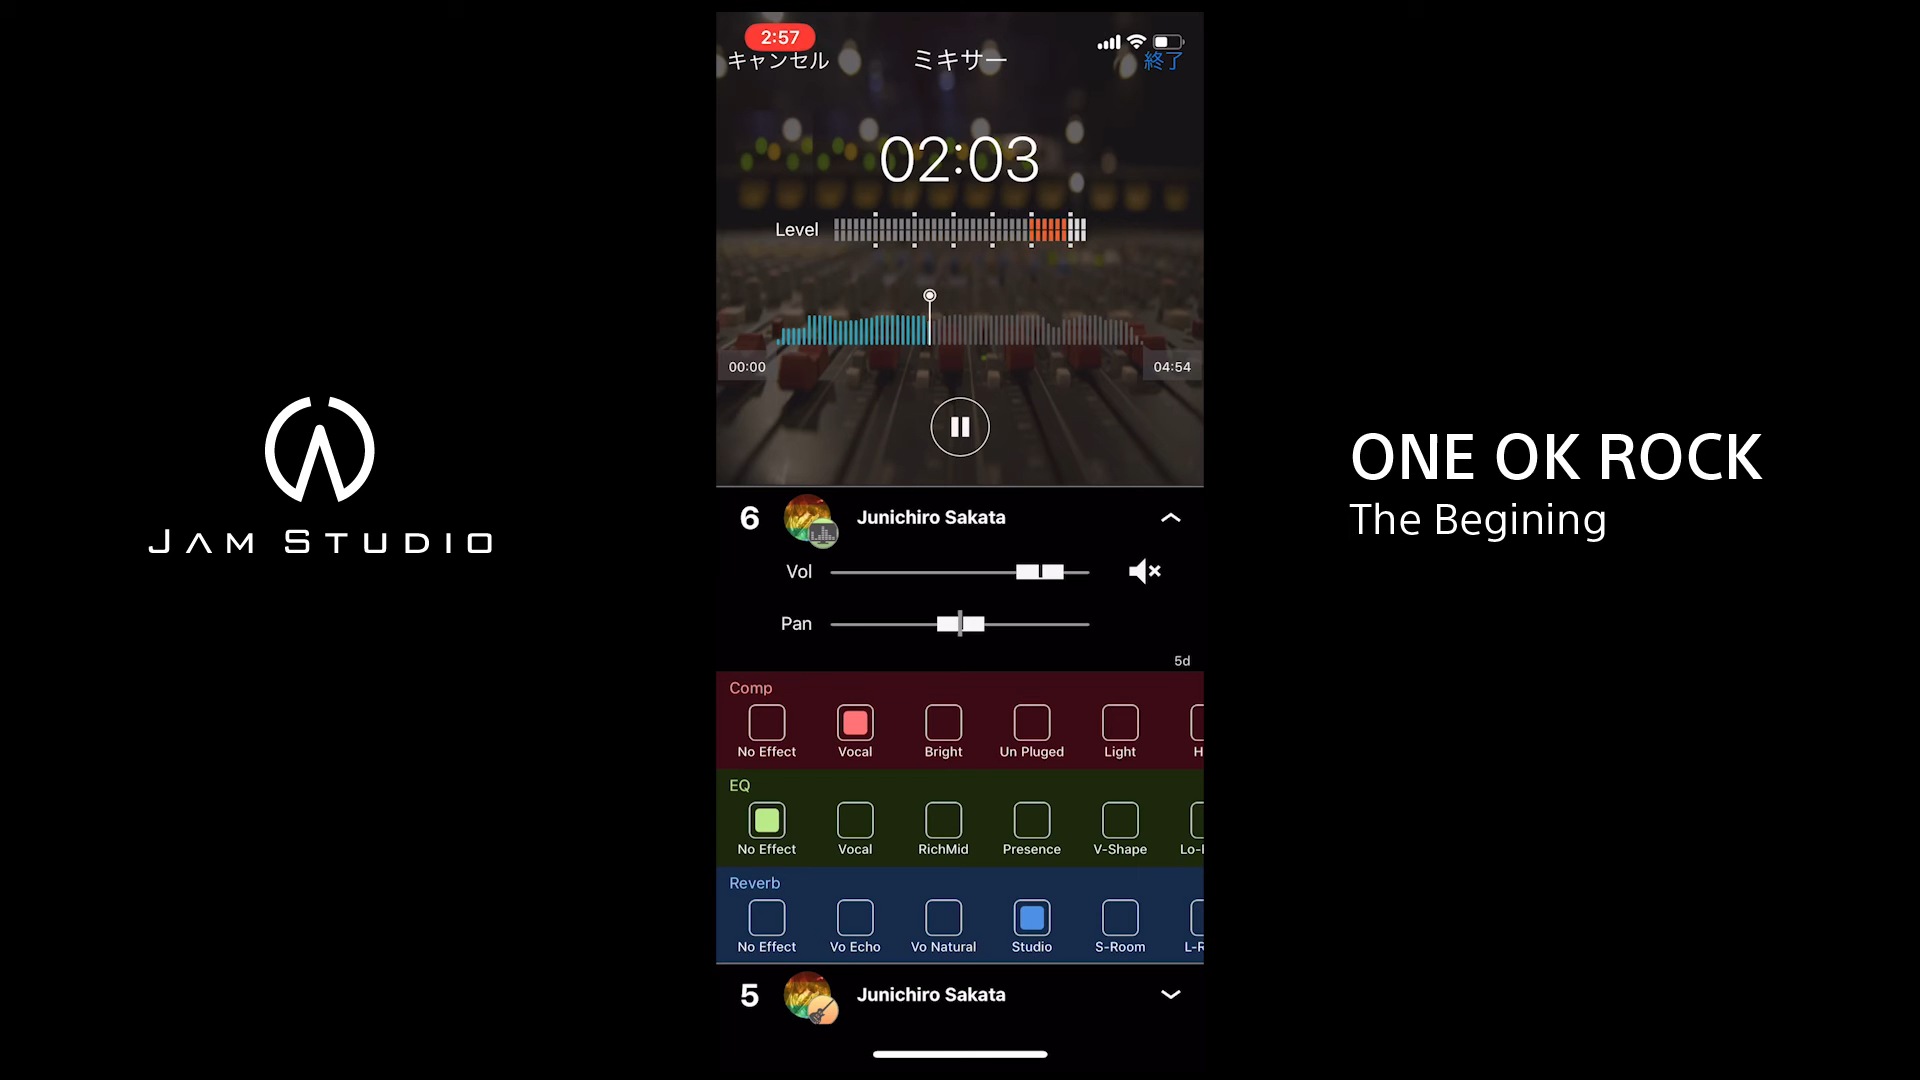 2:57
キャンセル
ミキサー
終了
02:03
Level
00:00
04:54
6
Junichiro Sakata
Vol
Pan
5d
Comp
No Effect
Vocal
Bright
Un Pluged
Light
H
EQ
No Effect
Vocal
RichMid
Presence
V-Shape
Lo-
Reverb
No Effect
Vo Echo
Vo Natural
Studio
S-Room
L-R
5
Junichiro Sakata
JAM STUDIO
ONE OK ROCK
The Begining